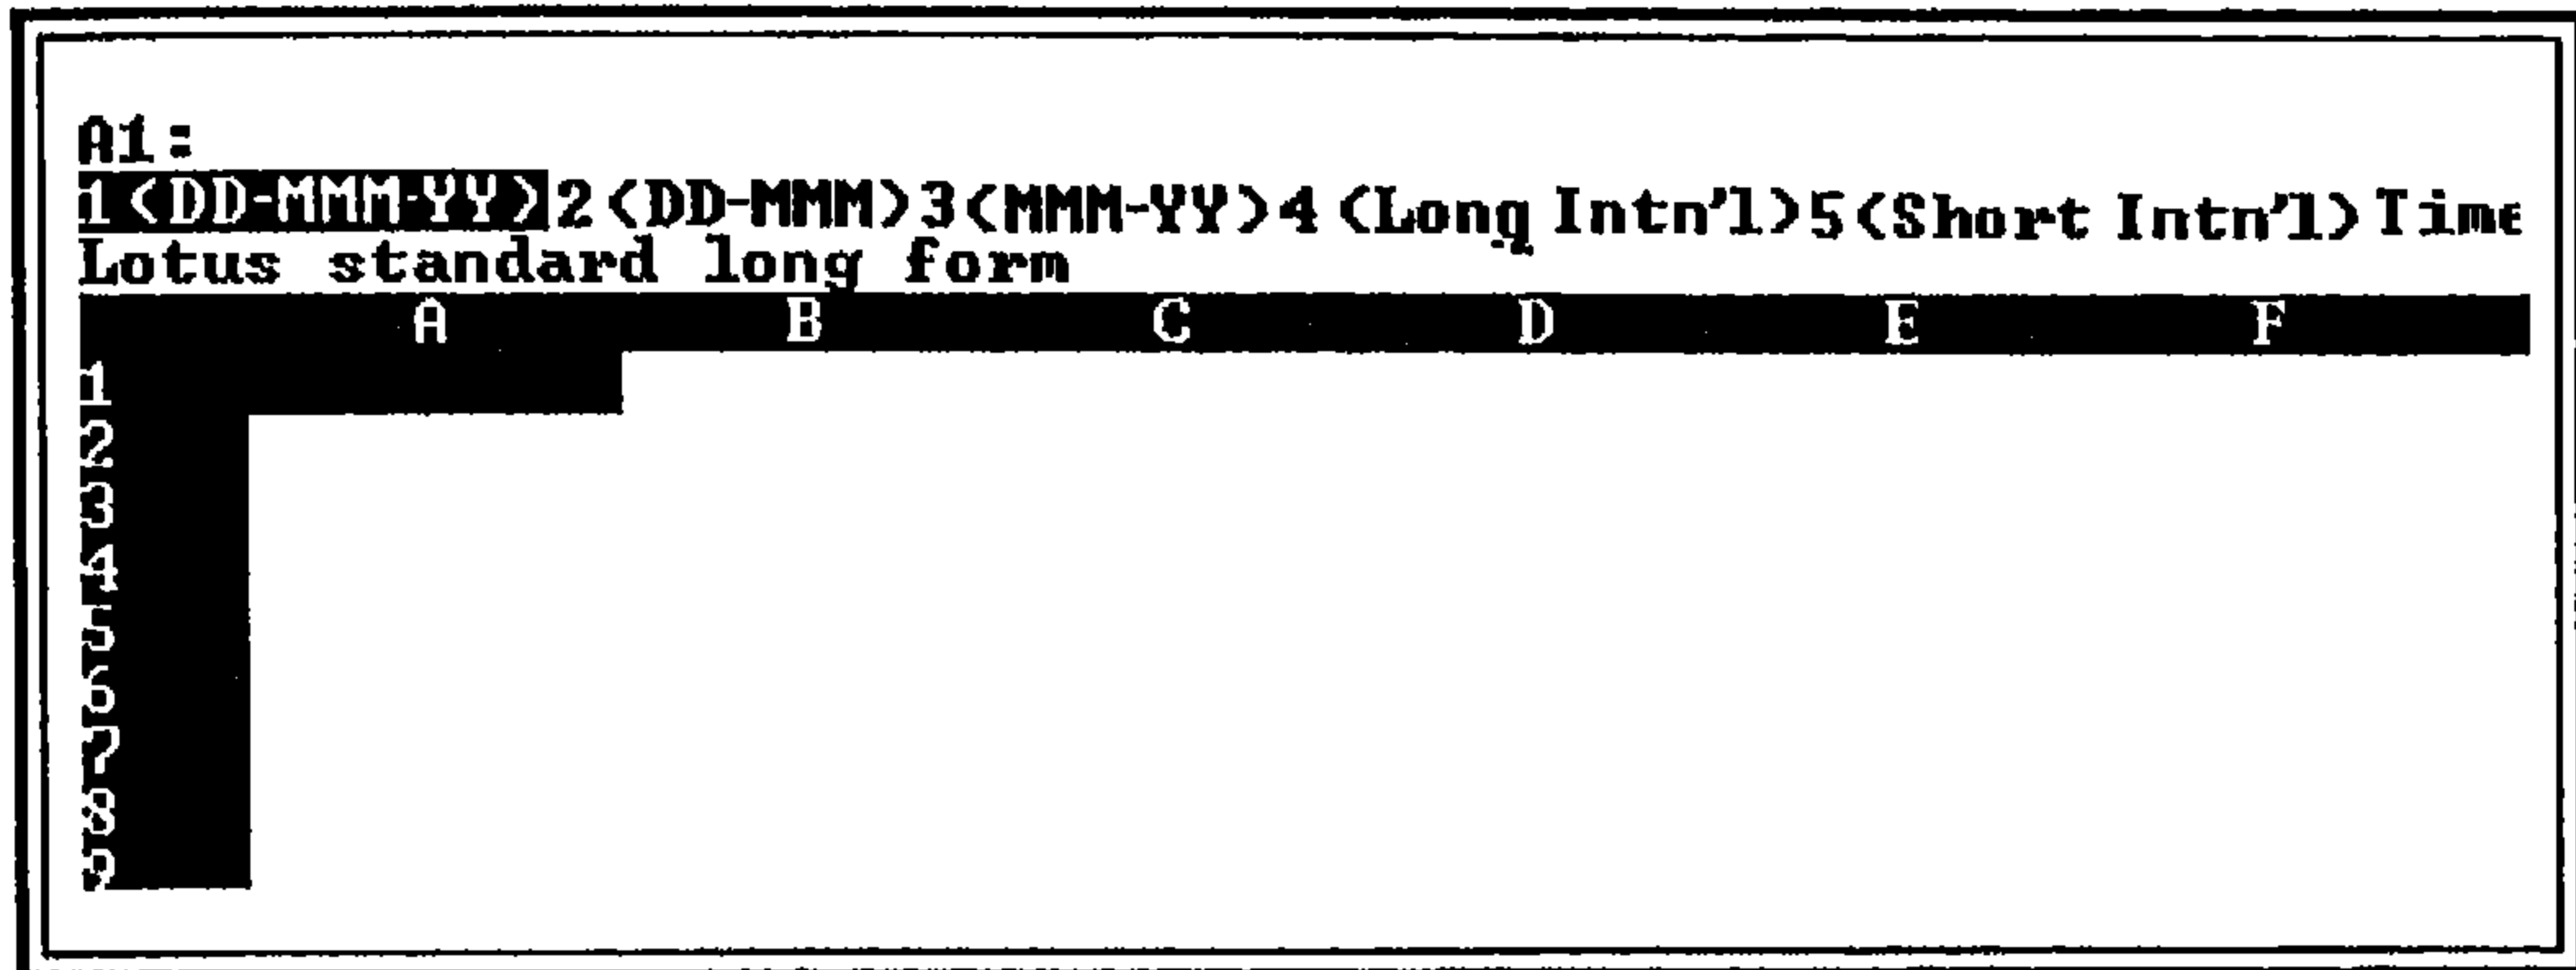 A1:
1(DD-MMM-YY) 2(DD-MMM) 3(MMM-YY) 4(Long Intn'l) 5(Short Intn'l) Time
Lotus standard long form
A B C D E F
1
2
3
4
5
6
7
8
9